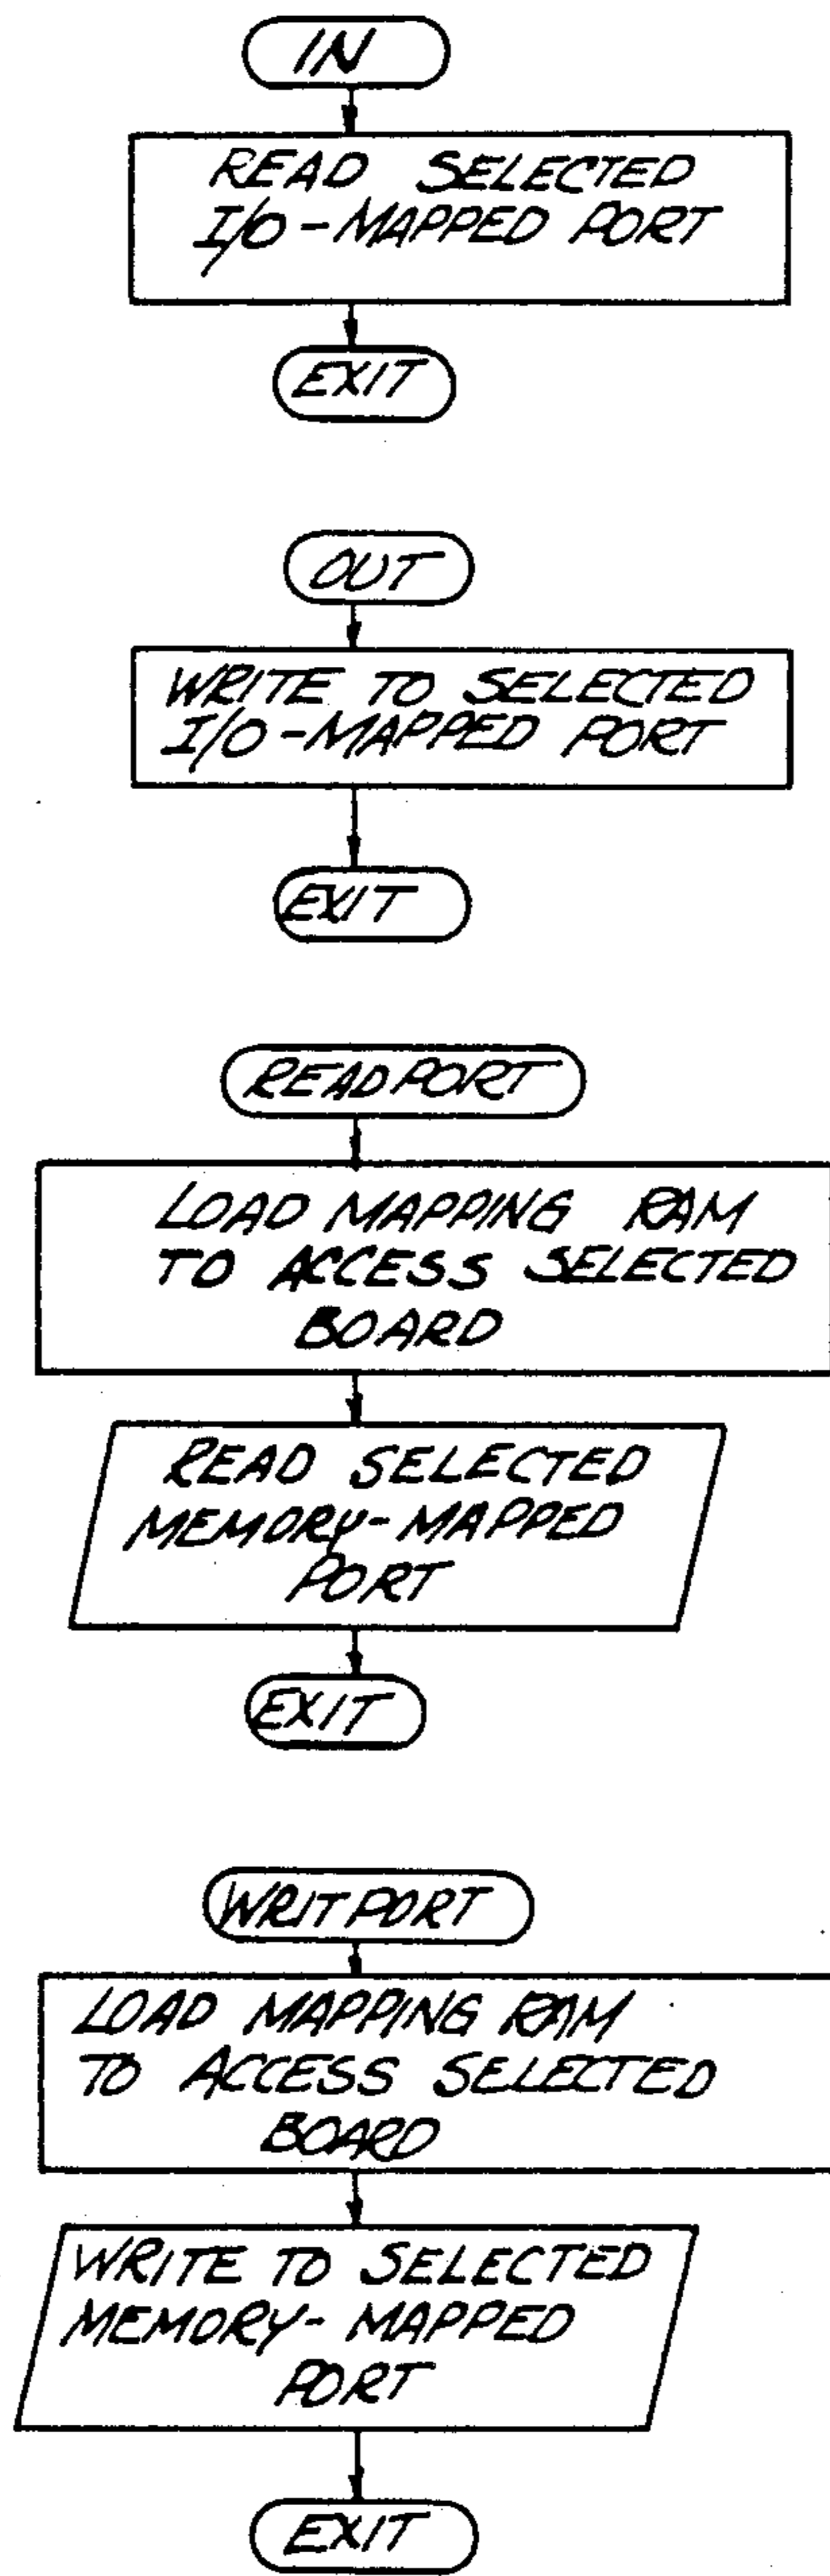 IN
READ SELECTED
I/O-MAPPED PORT
EXIT
OUT
WRITE TO SELECTED
I/O-MAPPED PORT
EXIT
READPORT
LOAD MAPPING RAM
TO ACCESS SELECTED
BOARD
READ SELECTED
MEMORY-MAPPED
PORT
EXIT
WRITPORT
LOAD MAPPING RAM
TO ACCESS SELECTED
BOARD
WRITE TO SELECTED
MEMORY-MAPPED
PORT
EXIT